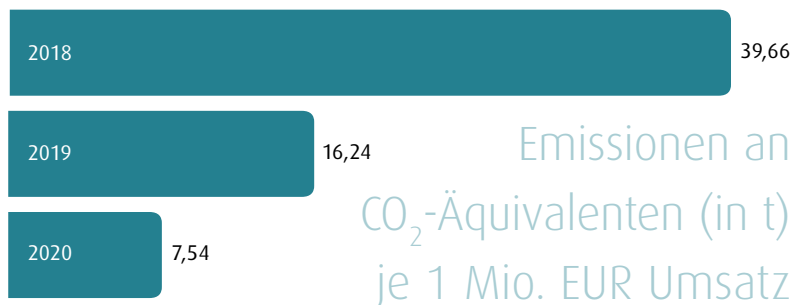 2018
39,66
2019
16,24
Emissionen an
CO₂-Äquivalenten (in t)
je 1 Mio. EUR Umsatz
2020
7,54